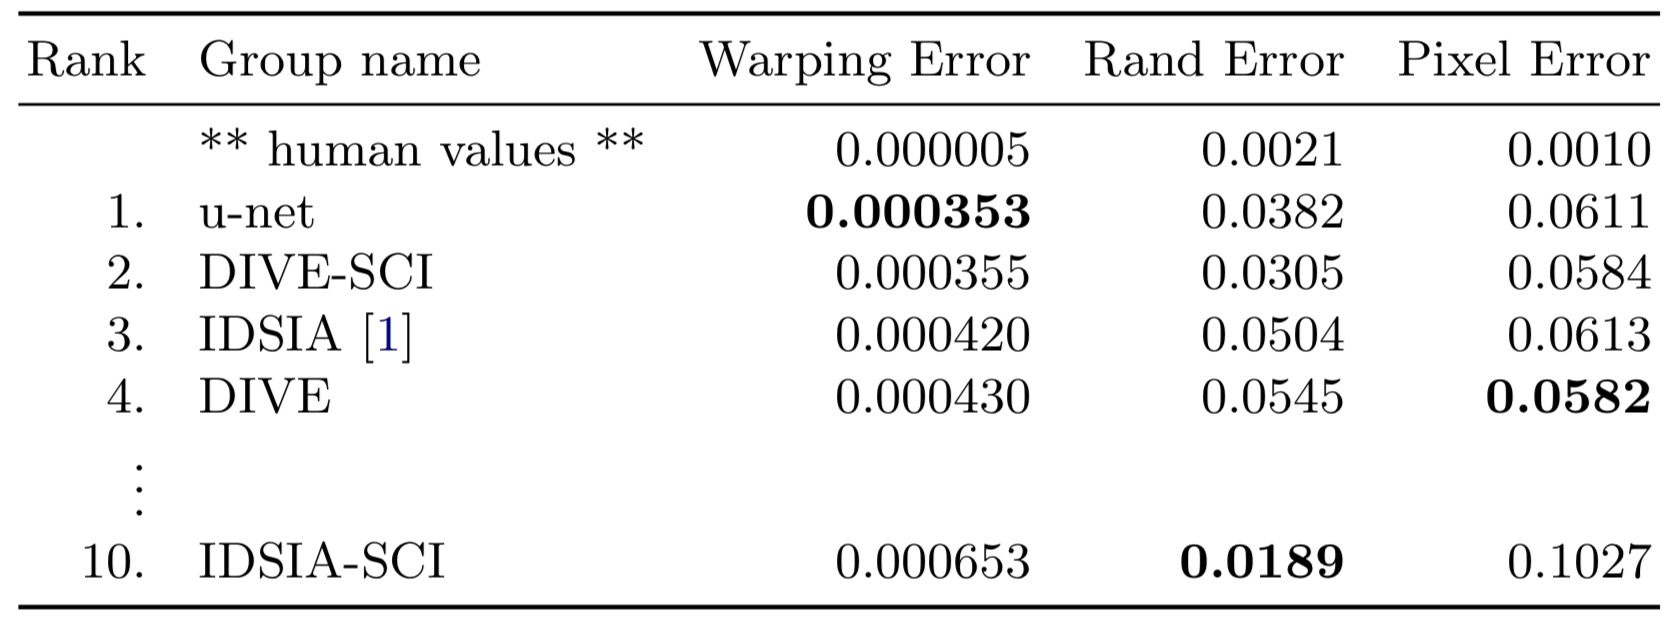 Rank Group name Warping Error Rand Error Pixel Error
** human values ** 0.000005 0.0021 0.0010
1. u-net 0.000353 0.0382 0.0611
2. DIVE-SCI 0.000355 0.0305 0.0584
3. IDSIA [1] 0.000420 0.0504 0.0613
4. DIVE 0.000430 0.0545 0.0582
⋮
10. IDSIA-SCI 0.000653 0.0189 0.1027